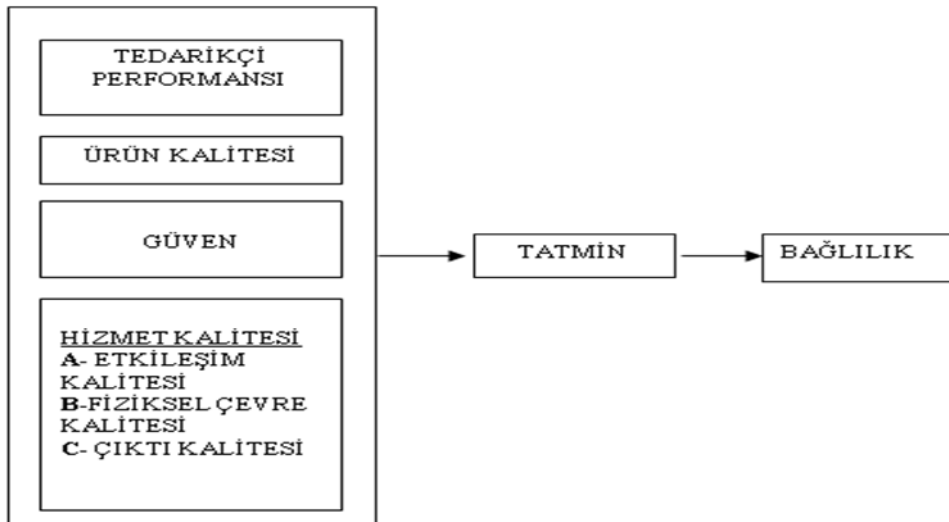 TEDARİKÇİ
PERFORMANSI
ÜRÜN KALİTESİ
GÜVEN
HİZMET KALİTESİ
A- ETKİLEŞİM
KALİTESİ
B-FİZİKSEL ÇEVRE
KALİTESİ
C- ÇIKTI KALİTESİ
TATMİN
BAĞLILIK